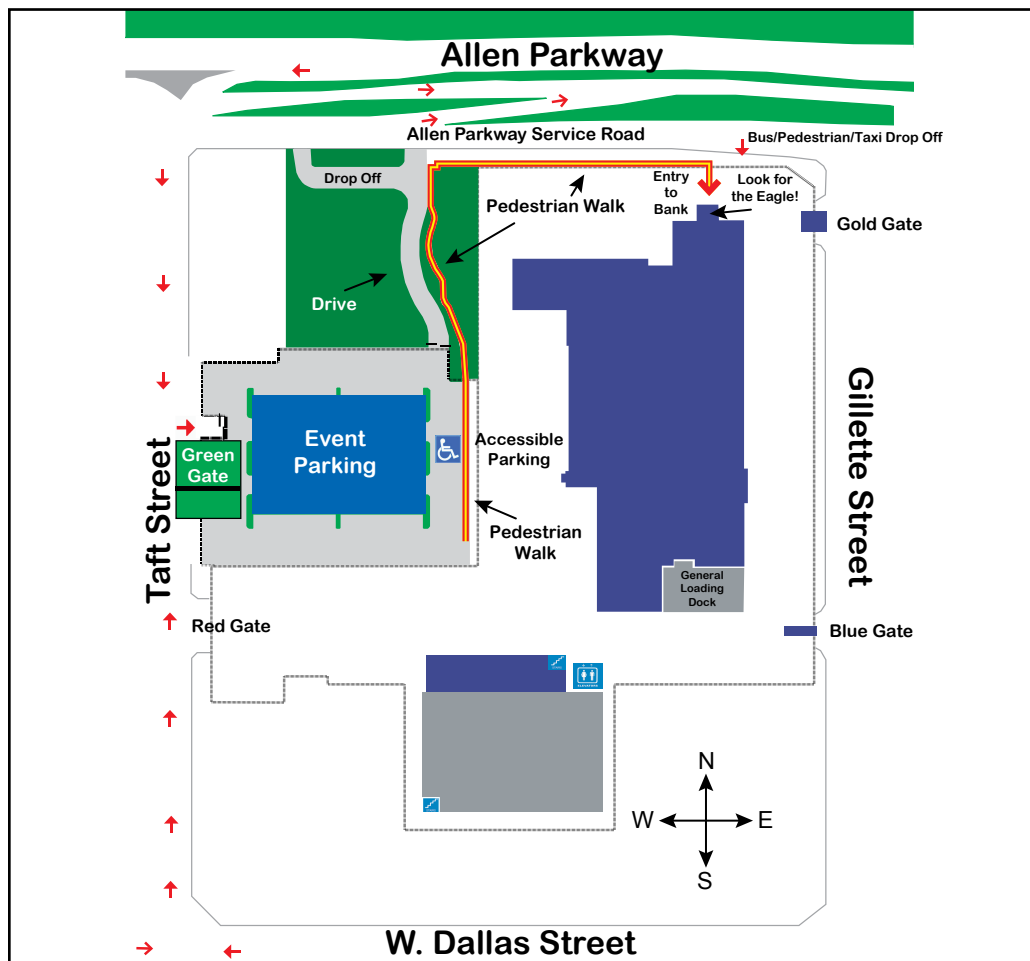 Allen Parkway
Allen Parkway Service Road
Bus/Pedestrian/Taxi Drop Off
Drop Off
Entry
to
Bank
Look for
the Eagle!
Pedestrian Walk
Gold Gate
Drive
Gillette Street
Taft Street
Green
Gate
Event
Parking
Accessible
Parking
Pedestrian
Walk
General
Loading
Dock
Red Gate
Blue Gate
N
W
E
S
W. Dallas Street